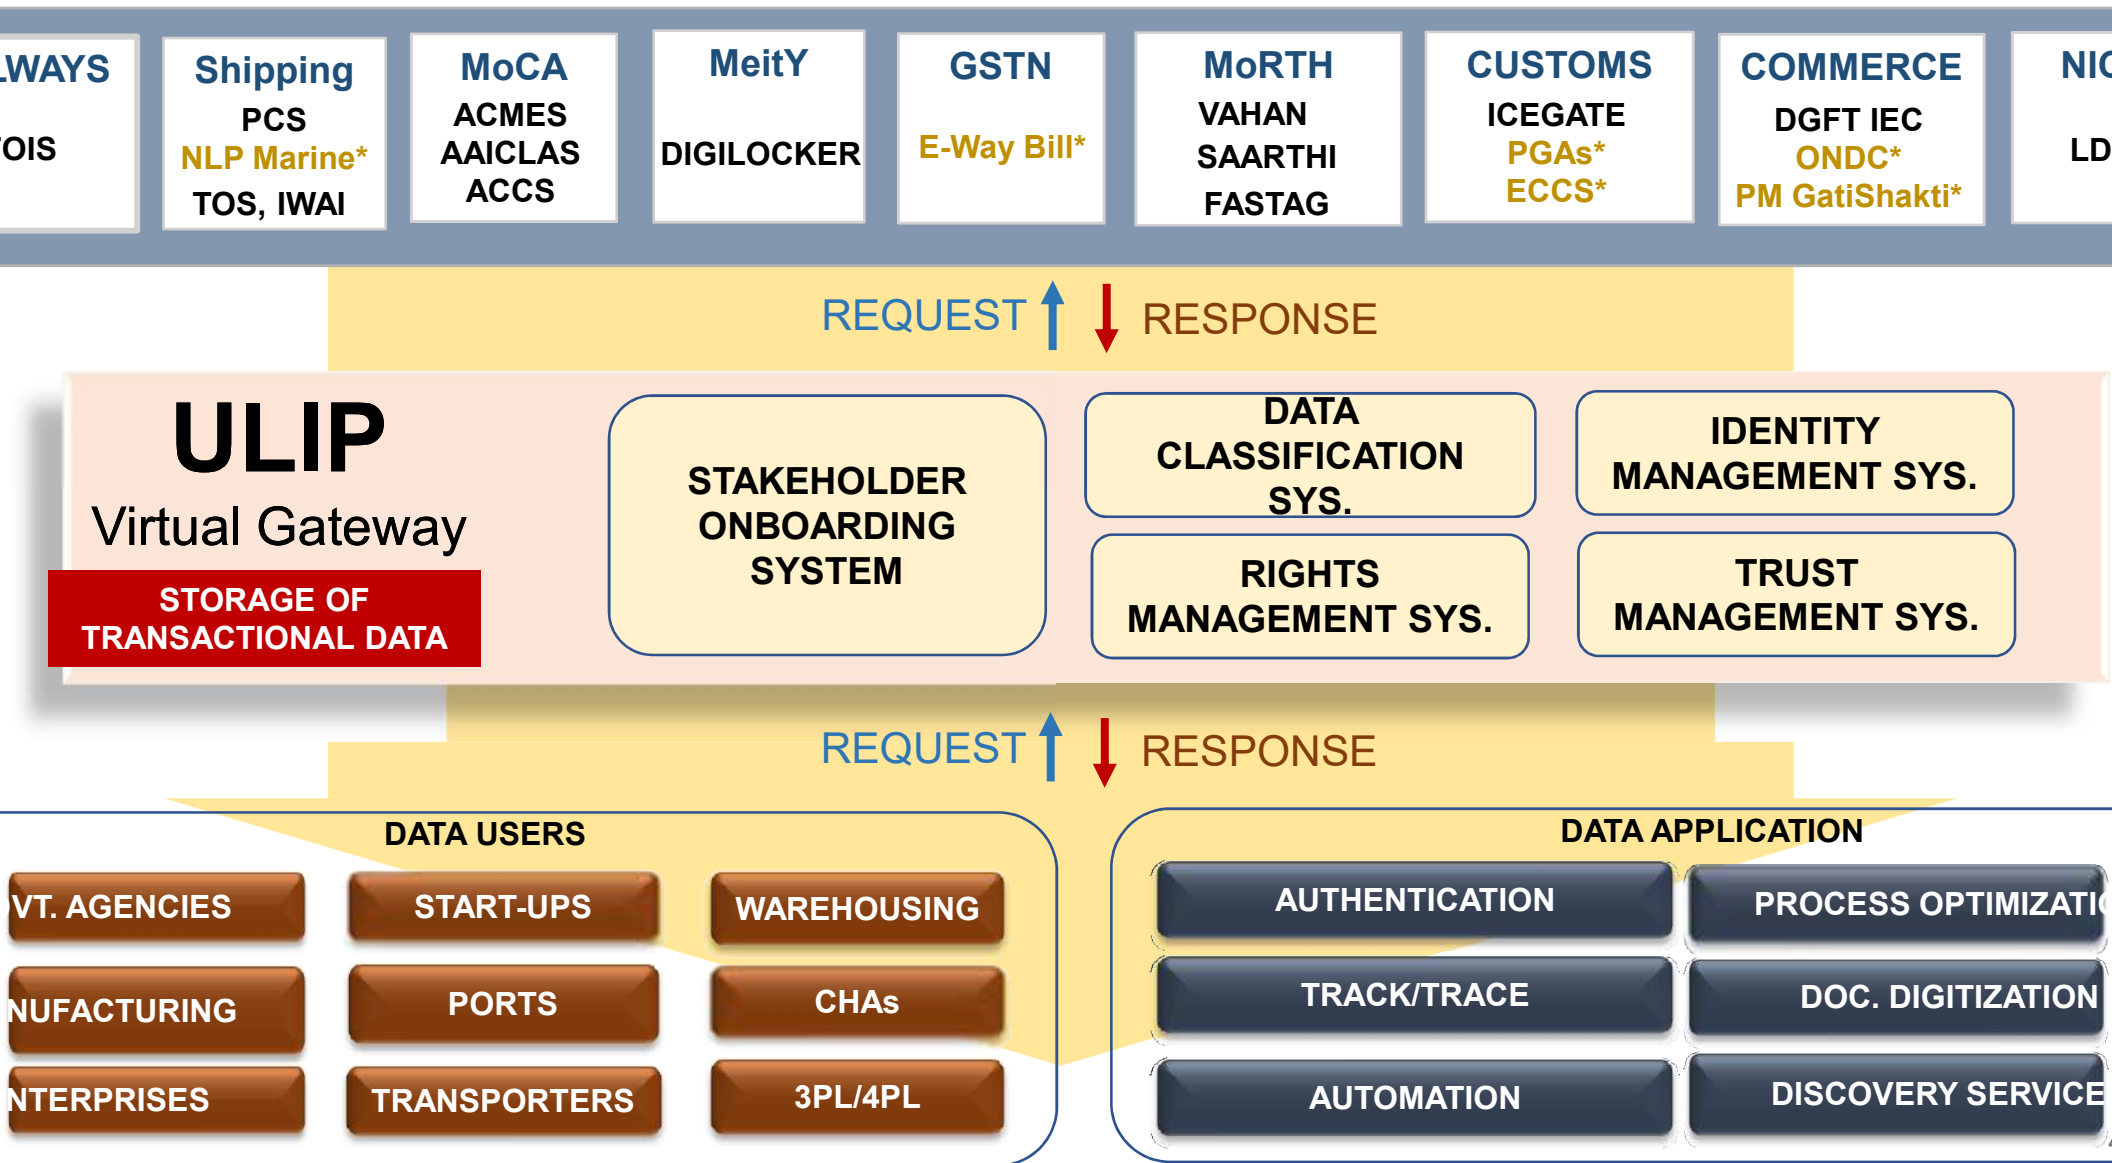 LWAYS
OIS
Shipping
PCS
NLP Marine*
TOS, IWAI
MoCA
ACMES
AAICLAS
ACCS
MeitY
DIGILOCKER
GSTN
E-Way Bill*
MoRTH
VAHAN
SAARTHI
FASTAG
CUSTOMS
ICEGATE
PGAs*
ECCS*
COMMERCE
DGFT IEC
ONDC*
PM GatiShakti*
NIC
LD
REQUEST
RESPONSE
ULIP
Virtual Gateway
STORAGE OF
TRANSACTIONAL DATA
STAKEHOLDER
ONBOARDING
SYSTEM
DATA
CLASSIFICATION
SYS.
IDENTITY
MANAGEMENT SYS.
RIGHTS
MANAGEMENT SYS.
TRUST
MANAGEMENT SYS.
REQUEST
RESPONSE
DATA USERS
VT. AGENCIES
START-UPS
WAREHOUSING
NUFACTURING
PORTS
CHAs
NTERPRISES
TRANSPORTERS
3PL/4PL
DATA APPLICATION
AUTHENTICATION
PROCESS OPTIMIZATI
TRACK/TRACE
DOC. DIGITIZATION
AUTOMATION
DISCOVERY SERVICE